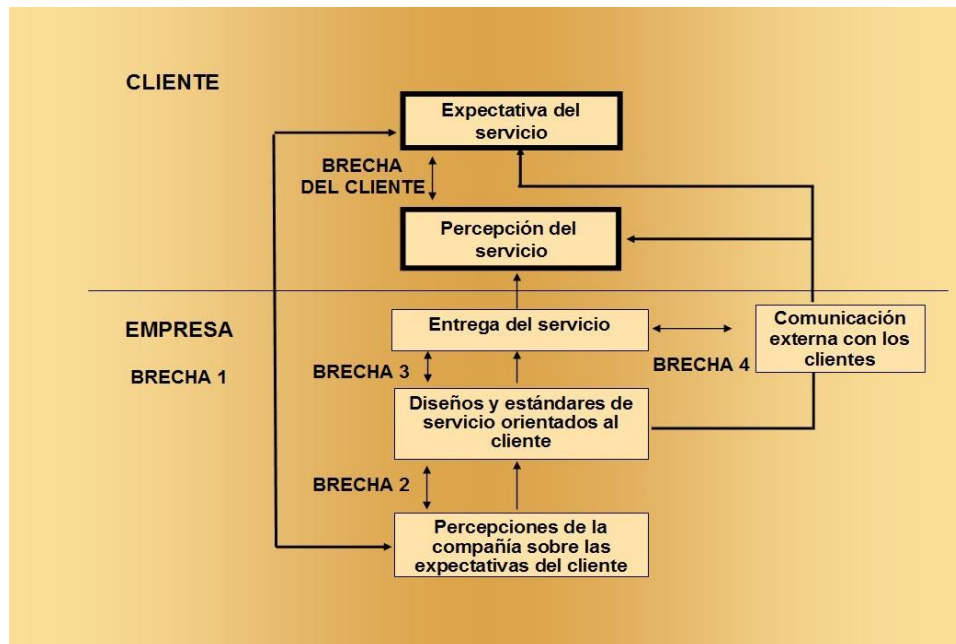 CLIENTE
Expectativa del
servicio
BRECHA
DEL CLIENTE
Percepción del
servicio
EMPRESA
Entrega del servicio
Comunicación
externa con los
clientes
BRECHA 1
BRECHA 3
BRECHA 4
Diseños y estándares de
servicio orientados al
cliente
BRECHA 2
Percepciones de la
compañía sobre las
expectativas del cliente